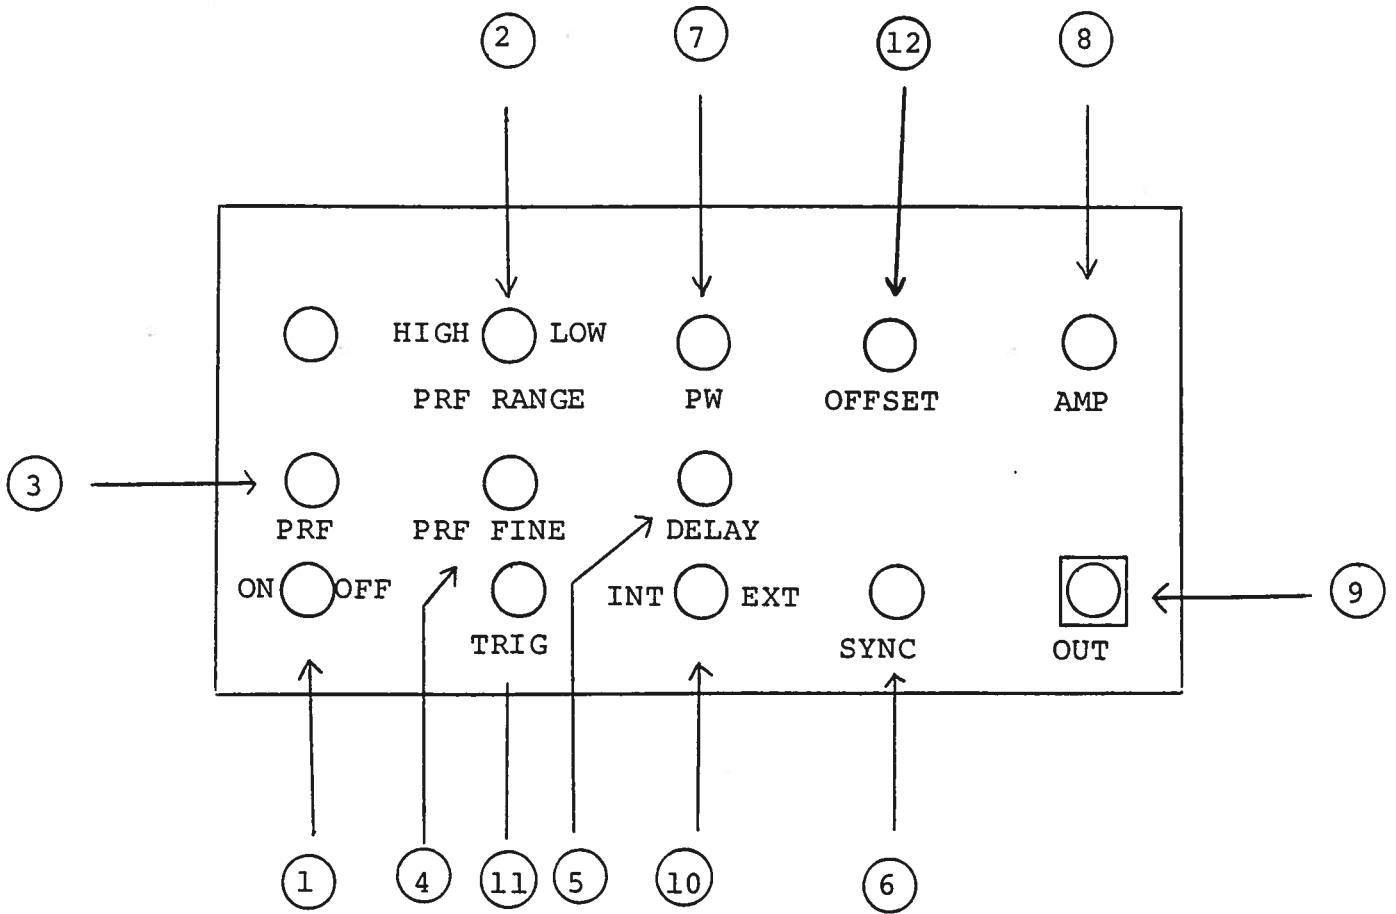 2 7 12 8
HIGH LOW
PRF RANGE PW OFFSET AMP
3
PRF PRF FINE DELAY
ON OFF INT EXT 9
TRIG SYNC OUT
1 4 11 5 10 6